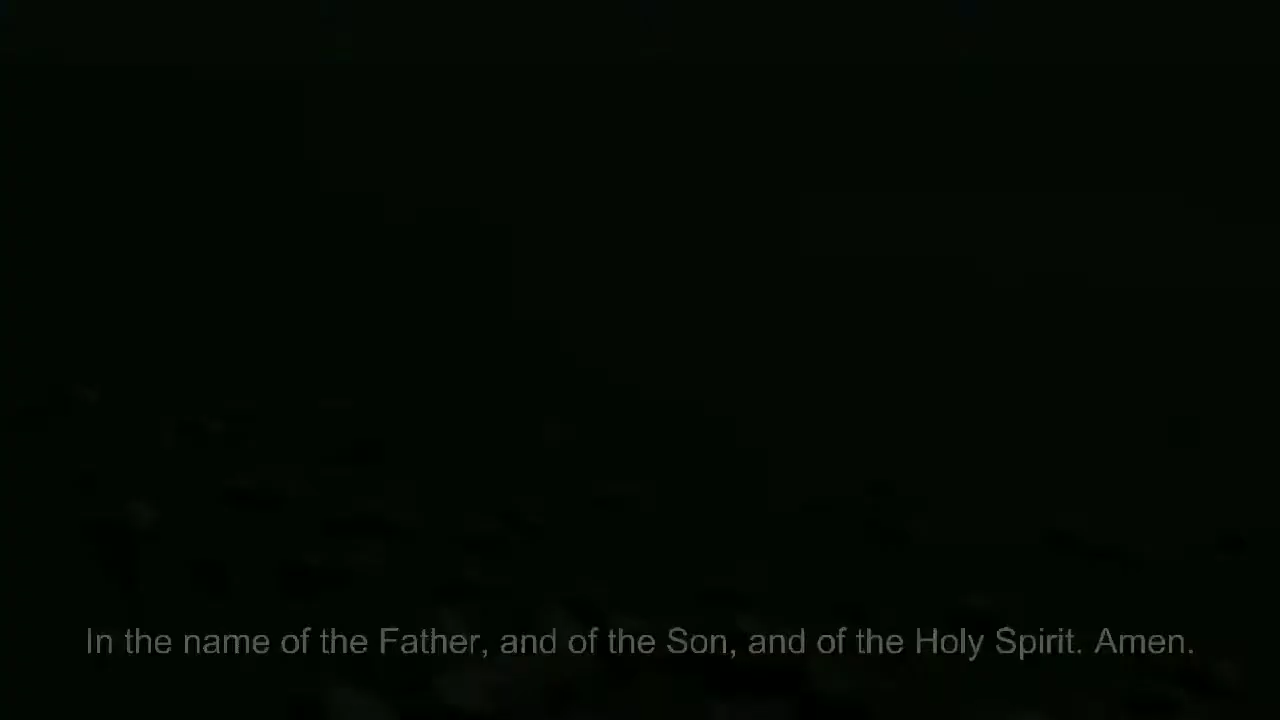 In the name of the Father, and of the Son, and of the Holy Spirit. Amen.